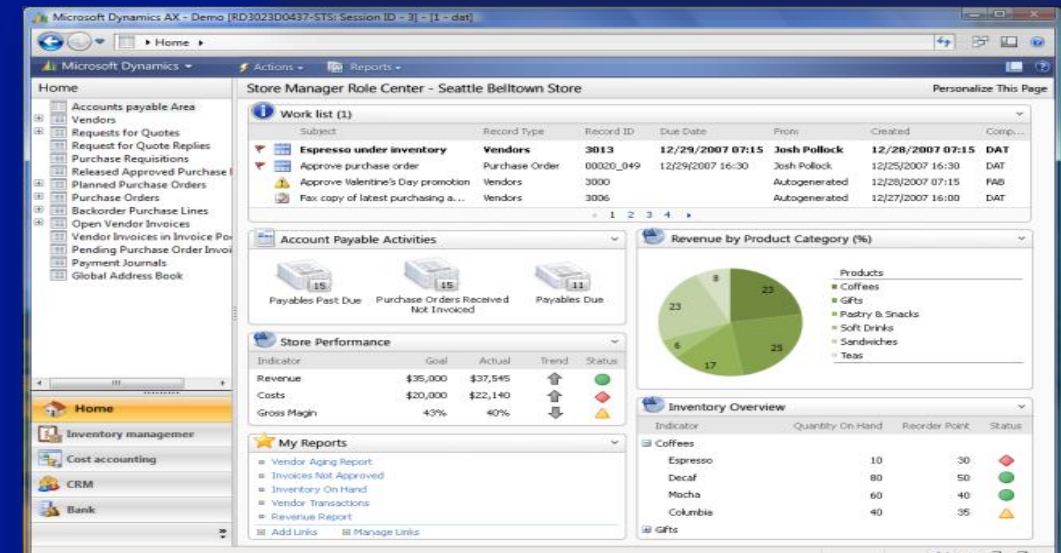 Microsoft Dynamics AX - Demo [RD3023D0437-STS: Session ID - 3] - [1 - dat]
Home
Microsoft Dynamics
Actions
Reports
Home
Accounts payable Area
Vendors
Requests for Quotes
Request for Quote Replies
Purchase Requisitions
Released Approved Purchase
Planned Purchase Orders
Purchase Orders
Backorder Purchase Lines
Open Vendor Invoices
Vendor Invoices in Invoice Po
Pending Purchase Order Invoi
Payment Journals
Global Address Book
Home
Inventory managemer
Cost accounting
CRM
Bank
Store Manager Role Center - Seattle Belltown Store
Personalize This Page
Work list (1)
Subject Record Type Record ID Due Date From Created Comp...
Espresso under inventory Vendors 3013 12/29/2007 07:15 Josh Pollock 12/28/2007 07:15 DAT
Approve purchase order Purchase Order 00020_049 12/29/2007 16:30 Josh Pollock 12/25/2007 16:30 DAT
Approve Valentine's Day promotion Vendors 3000 Autogenerated 12/28/2007 07:15 FAB
Fax copy of latest purchasing a... Vendors 3006 Autogenerated 12/27/2007 16:00 DAT
1 2 3 4
Account Payable Activities
15 15 11
Payables Past Due Purchase Orders Received Payables Due
Not Invoiced
Store Performance
Indicator Goal Actual Trend Status
Revenue $35,000 $37,545
Costs $20,000 $22,140
Gross Magin 43% 40%
My Reports
Vendor Aging Report
Invoices Not Approved
Inventory On Hand
Vendor Transactions
Revenue Report
Add Links Manage Links
Revenue by Product Category (%)
8
23
23
6
25
17
Products
Coffees
Gifts
Pastry & Snacks
Soft Drinks
Sandwiches
Teas
Inventory Overview
Indicator Quantity On Hand Reorder Point Status
Coffees
Espresso 10 30
Decaf 80 50
Mocha 60 40
Columbia 40 35
Gifts